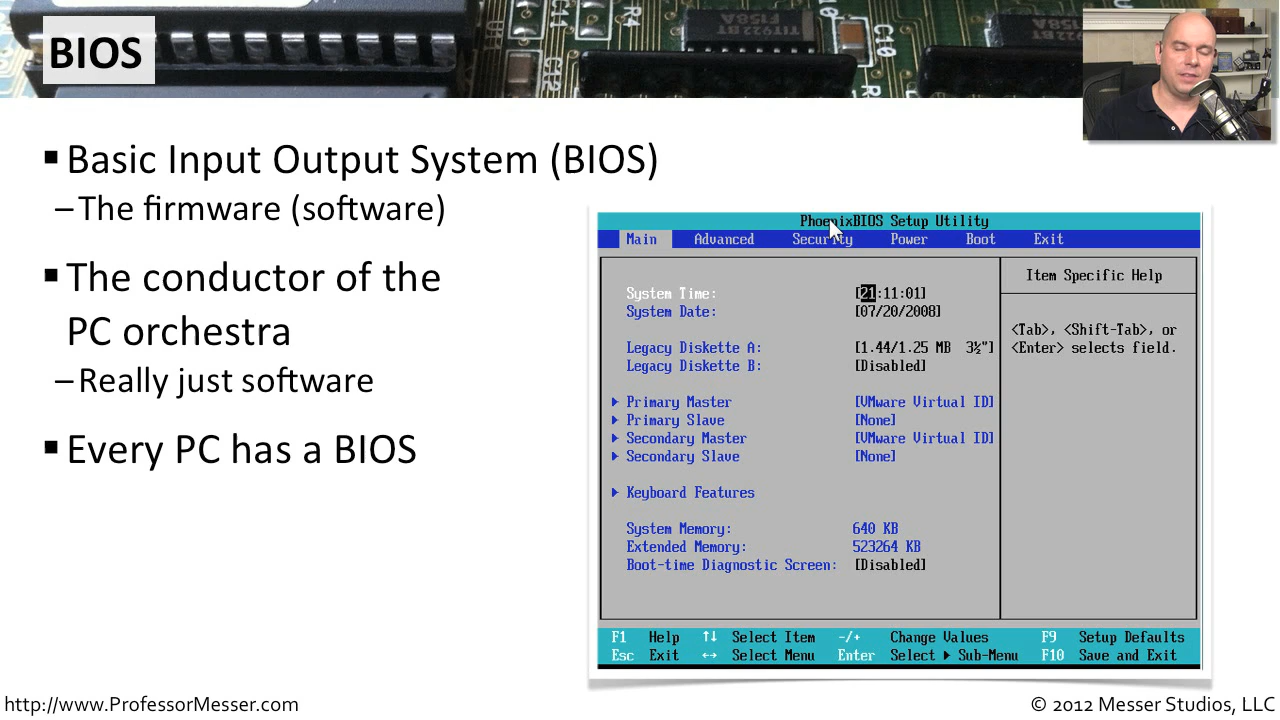 BIOS
TI1922BT
F158A
R4
Basic Input Output System (BIOS)
–The firmware (software)
The conductor of the
PC orchestra
–Really just software
Every PC has a BIOS
PhoenixBIOS Setup Utility
Main Advanced Security Power Boot Exit
Item Specific Help
System Time: [21:11:01]
System Date: [07/20/2008]
<Tab>, <Shift-Tab>, or
<Enter> selects field.
Legacy Diskette A: [1.44/1.25 MB 3½"]
Legacy Diskette B: [Disabled]
Primary Master [VMware Virtual ID]
Primary Slave [None]
Secondary Master [VMware Virtual ID]
Secondary Slave [None]
Keyboard Features
System Memory: 640 KB
Extended Memory: 523264 KB
Boot-time Diagnostic Screen: [Disabled]
F1 Help ↑↓ Select Item -/+ Change Values F9 Setup Defaults
Esc Exit ↔ Select Menu Enter Select ▶ Sub-Menu F10 Save and Exit
http://www.ProfessorMesser.com
© 2012 Messer Studios, LLC